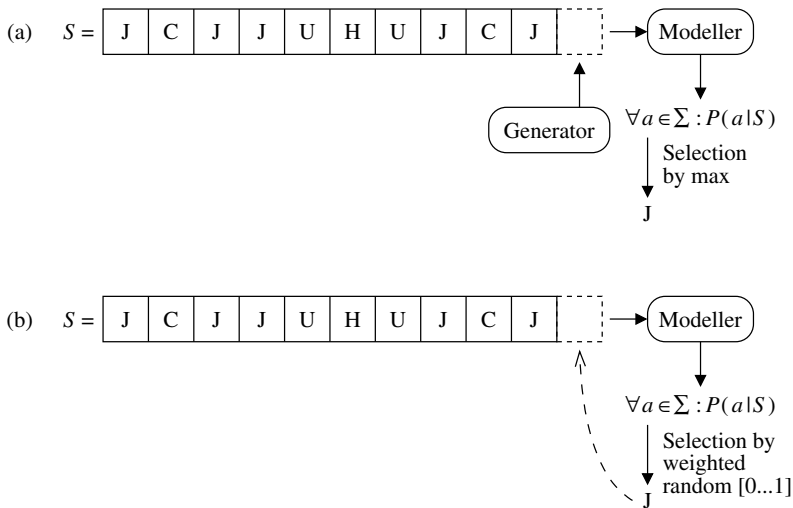 (a) S = J C J J U H U J C J Modeller
Generator
∀a∈Σ : P(a|S)
Selection
by max
J
(b) S = J C J J U H U J C J Modeller
∀a∈Σ : P(a|S)
Selection by
weighted
random [0...1]
J